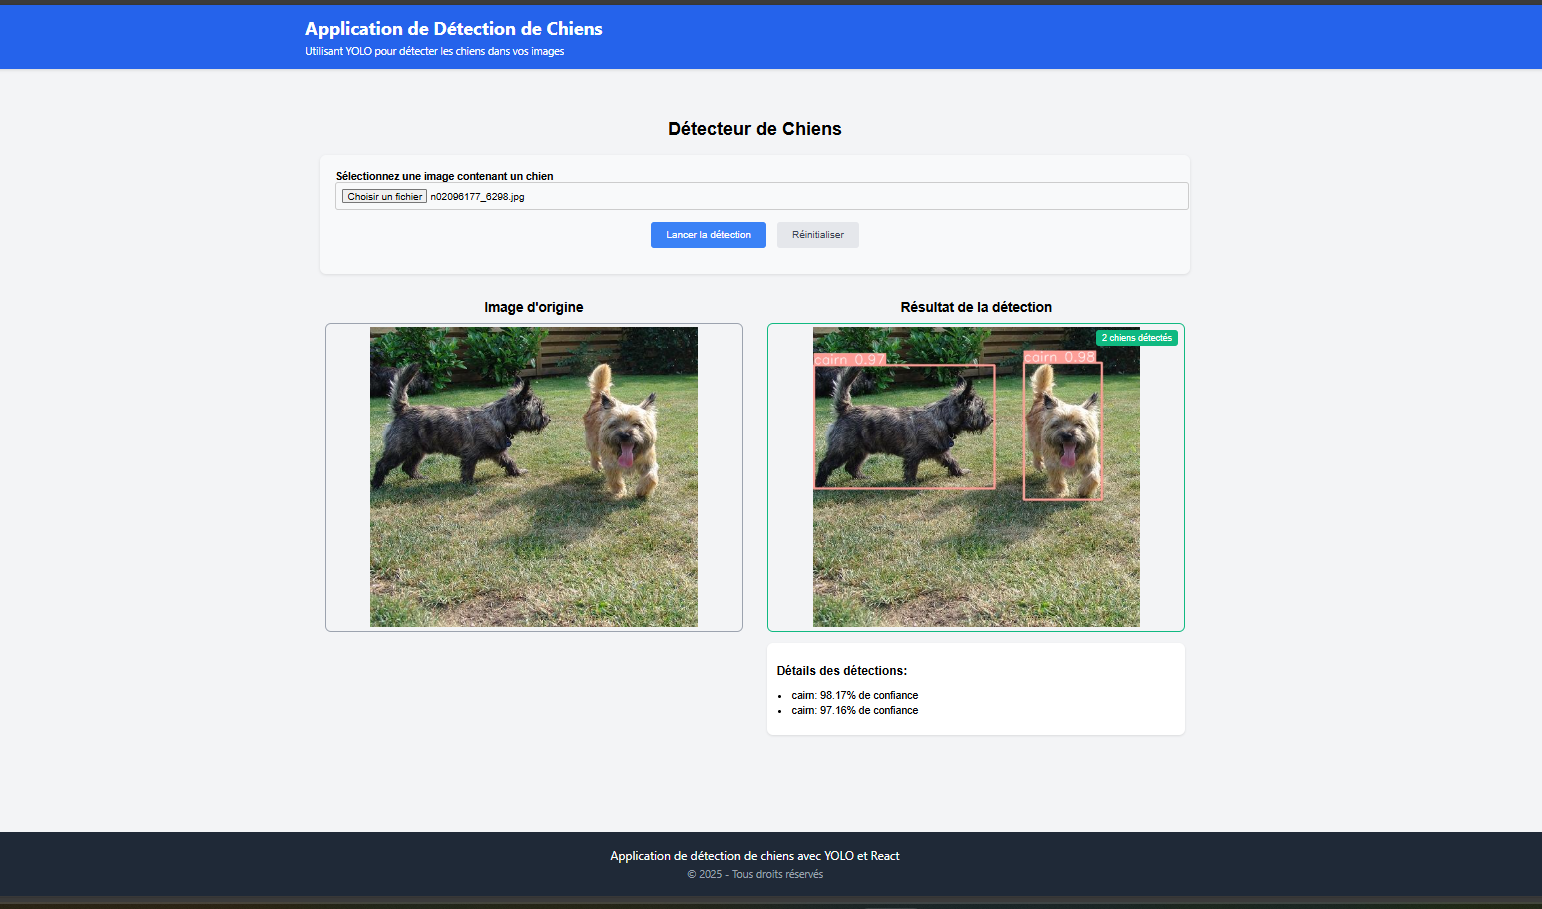 Application de Détection de Chiens
Utilisant YOLO pour détecter les chiens dans vos images
Détecteur de Chiens
Sélectionnez une image contenant un chien
Choisir un fichier n02096177_6298.jpg
Lancer la détection Réinitialiser
Image d'origine
Résultat de la détection
2 chiens détectés
cairn 0.97
cairn 0.98
Détails des détections:
cairn: 98.17% de confiance
cairn: 97.16% de confiance
Application de détection de chiens avec YOLO et React
© 2025 - Tous droits réservés